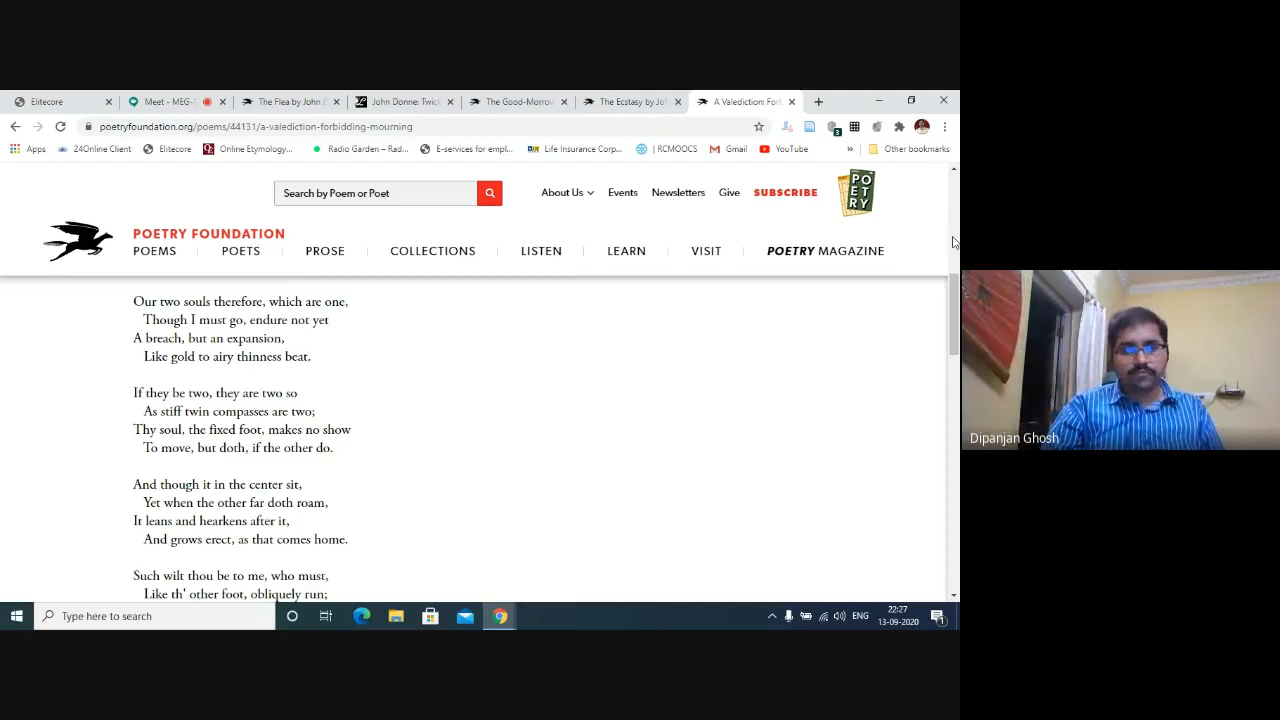 Elitecore
Meet - MEG-
The Flea by John
John Donne: Twick
The Good-Morrow
The Ecstasy by Jo
A Valediction: For
poetryfoundation.org/poems/44131/a-valediction-forbidding-mourning
3
Apps
24Online Client
Elitecore
Online Etymology...
Radio Garden – Rad...
E-services for empl...
Life Insurance Corp...
| RCMOOCS
Gmail
YouTube
»
Other bookmarks
Search by Poem or Poet
About Us
Events
Newsletters
Give
SUBSCRIBE
PO
ET
RY
POETRY FOUNDATION
POEMS
POETS
PROSE
COLLECTIONS
LISTEN
LEARN
VISIT
POETRY MAGAZINE
Our two souls therefore, which are one,
Though I must go, endure not yet
A breach, but an expansion,
Like gold to airy thinness beat.
If they be two, they are two so
As stiff twin compasses are two;
Thy soul, the fixed foot, makes no show
To move, but doth, if the other do.
And though it in the center sit,
Yet when the other far doth roam,
It leans and hearkens after it,
And grows erect, as that comes home.
Such wilt thou be to me, who must,
Like th' other foot, obliquely run;
Dipanjan Ghosh
Type here to search
ENG
22:27
13-09-2020
1